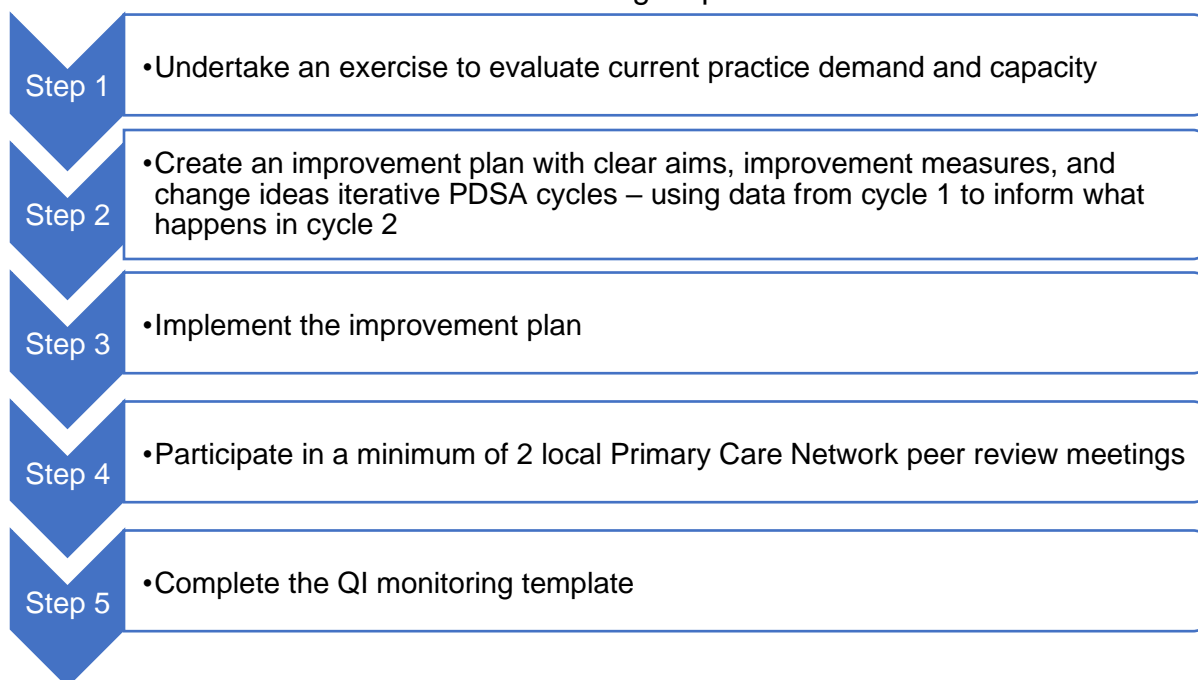 Step 1
•Undertake an exercise to evaluate current practice demand and capacity
Step 2
•Create an improvement plan with clear aims, improvement measures, and
change ideas iterative PDSA cycles – using data from cycle 1 to inform what
happens in cycle 2
Step 3
•Implement the improvement plan
Step 4
•Participate in a minimum of 2 local Primary Care Network peer review meetings
Step 5
•Complete the QI monitoring template